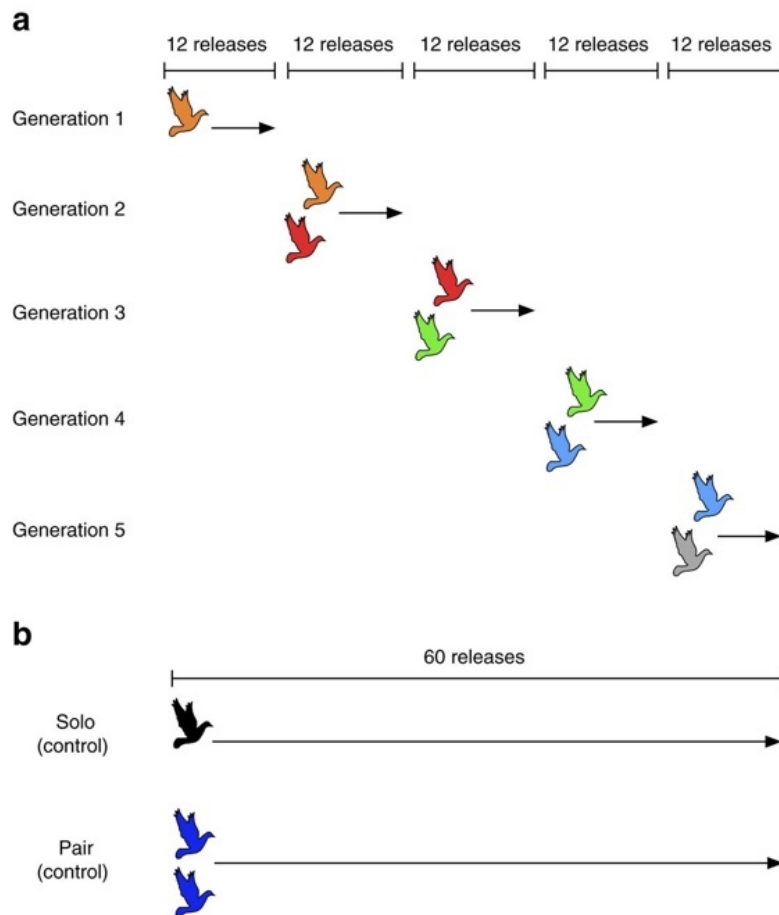 a
12 releases 12 releases 12 releases 12 releases 12 releases
Generation 1
Generation 2
Generation 3
Generation 4
Generation 5
b
60 releases
Solo
(control)
Pair
(control)